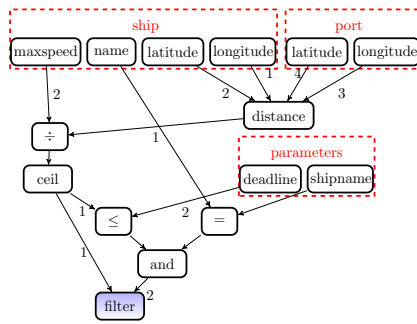 ship port
maxspeed name latitude longitude latitude longitude
1 4
2 2 3
distance
÷ 1
parameters
ceil deadline shipname
1 2
≤ =
1 and
2
filter